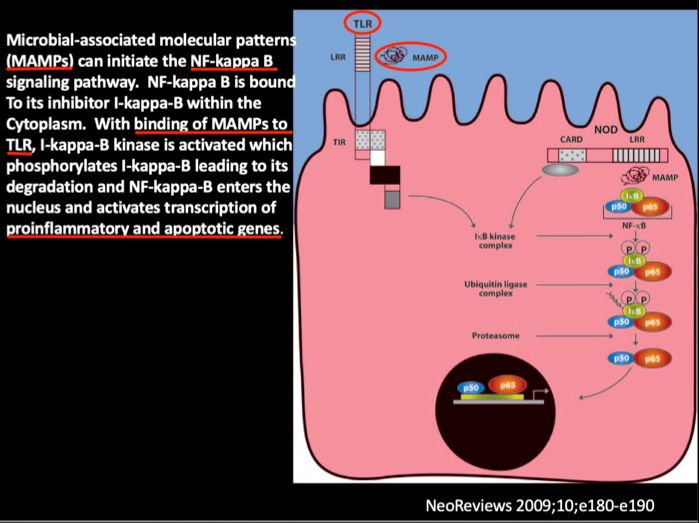 Microbial-associated molecular patterns
(MAMPs) can initiate the NF-kappa B
signaling pathway. NF-kappa B is bound
To its inhibitor I-kappa-B within the
Cytoplasm. With binding of MAMPs to
TLR, I-kappa-B kinase is activated which
phosphorylates I-kappa-B leading to its
degradation and NF-kappa-B enters the
nucleus and activates transcription of
proinflammatory and apoptotic genes.
TLR
LRR
MAMP
TIR
NOD
CARD
LRR
MAMP
IκB
p50
p65
NF-κB
IκB kinase
complex
P P
IκB
p50
p65
Ubiquitin ligase
complex
P P
IκB
p50
p65
Proteasome
p50
p65
p50
p65
NeoReviews 2009;10;e180-e190